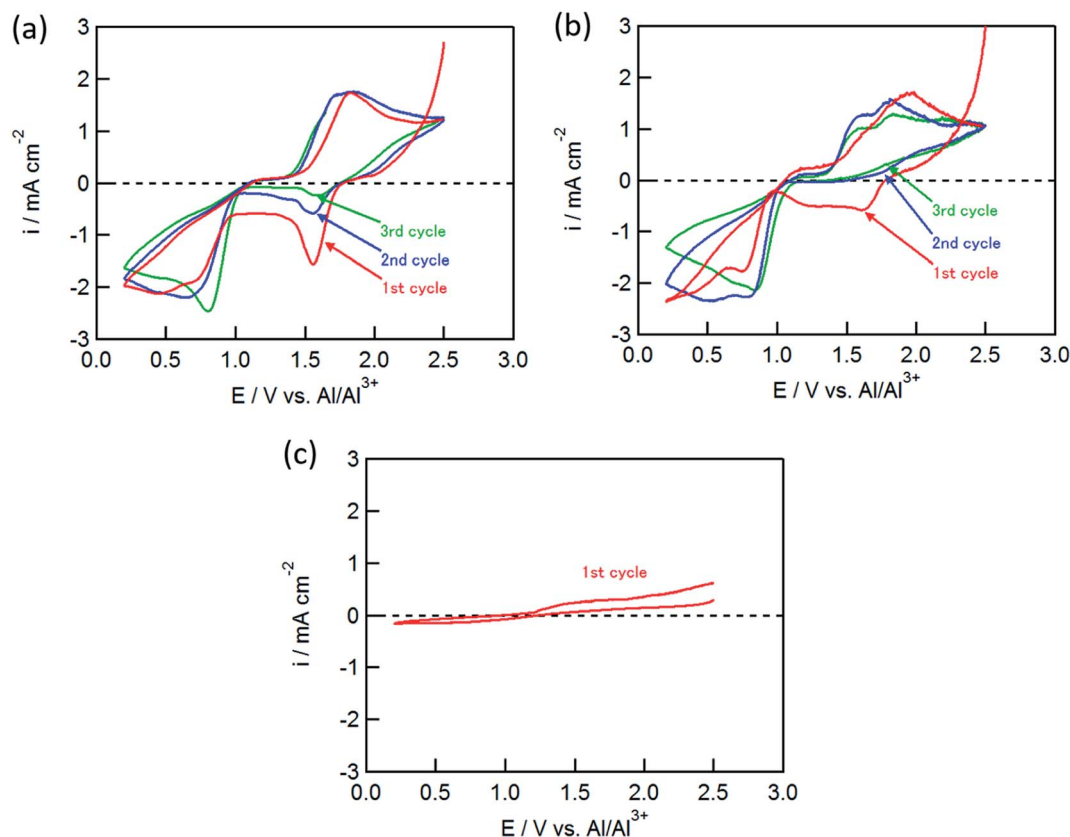 (a)
3
2
1
0
-1
-2
-3
i / mA cm-2
3rd cycle
2nd cycle
1st cycle
0.0 0.5 1.0 1.5 2.0 2.5 3.0
E / V vs. Al/Al3+
(b)
3
2
1
0
-1
-2
-3
i / mA cm-2
3rd cycle
2nd cycle
1st cycle
0.0 0.5 1.0 1.5 2.0 2.5 3.0
E / V vs. Al/Al3+
(c)
3
2
1
0
-1
-2
-3
i / mA cm-2
1st cycle
0.0 0.5 1.0 1.5 2.0 2.5 3.0
E / V vs. Al/Al3+